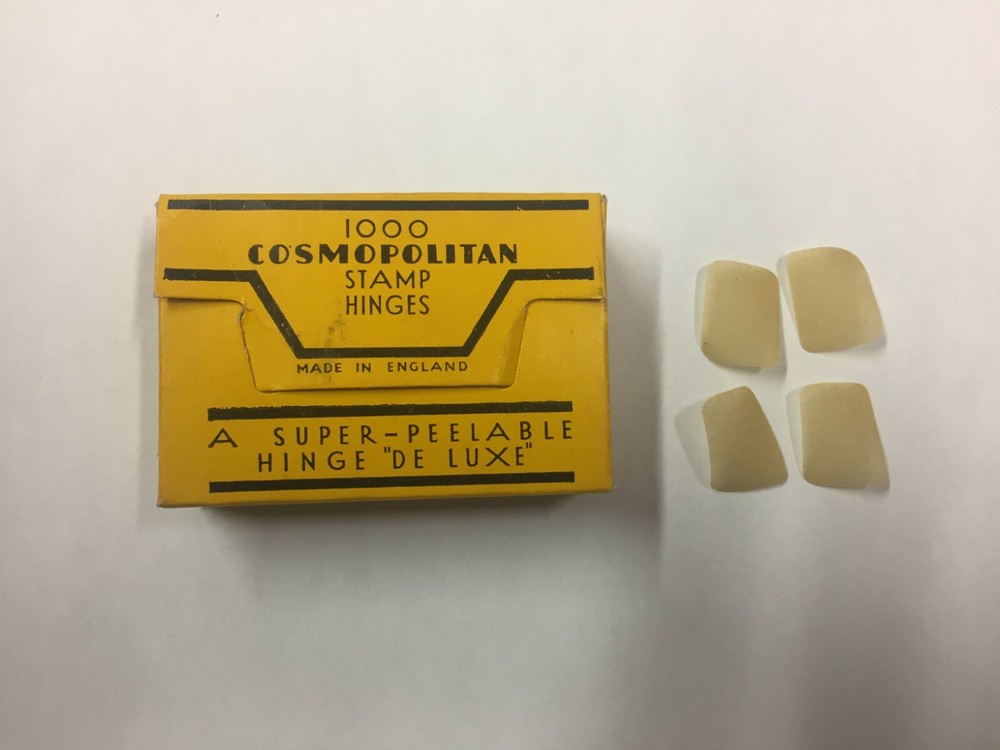 1000
COSMOPOLITAN
STAMP
HINGES
MADE IN ENGLAND
A SUPER-PEELABLE
HINGE "DE LUXE"